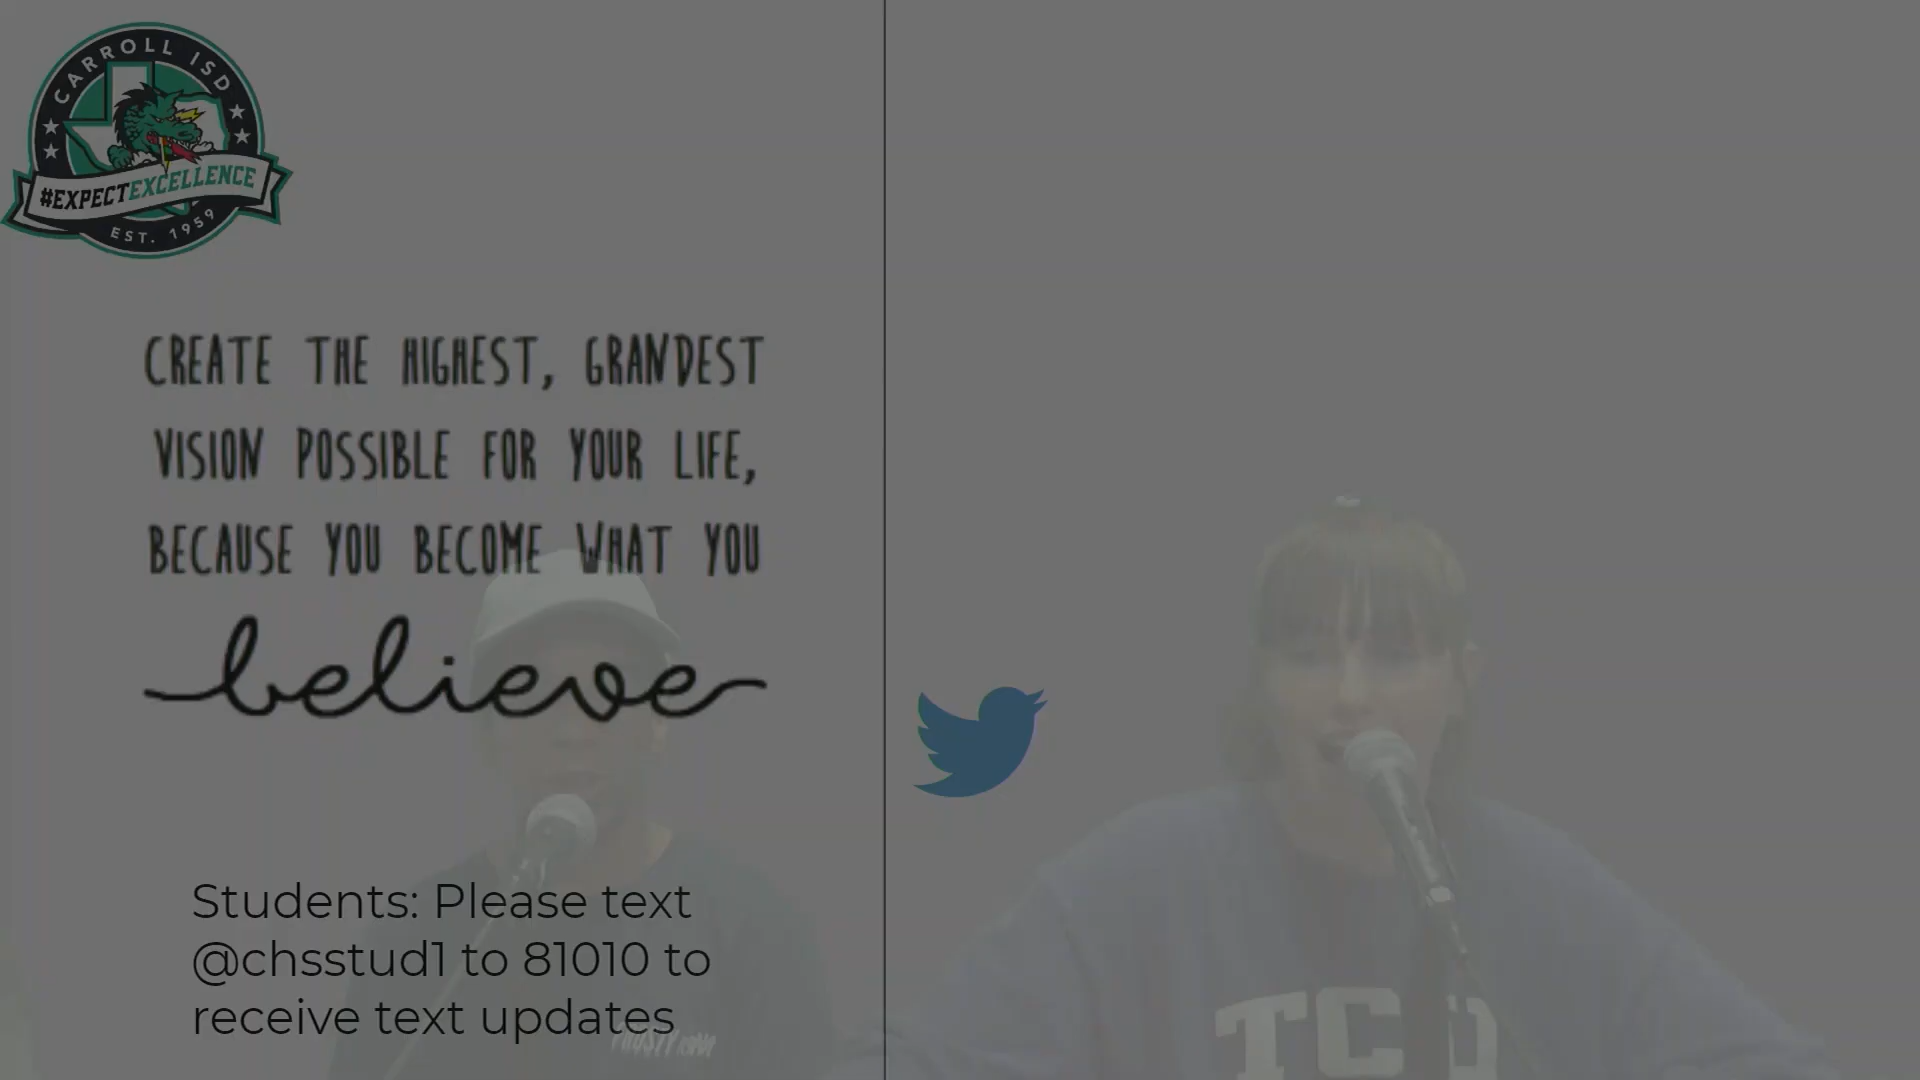 CARROLL ISD
#EXPECTEXCELLENCE
EST. 1959
CREATE THE HIGHEST, GRANDEST
VISION POSSIBLE FOR YOUR LIFE,
BECAUSE YOU BECOME WHAT YOU
believe
Students: Please text
@chsstud1 to 81010 to
receive text updates